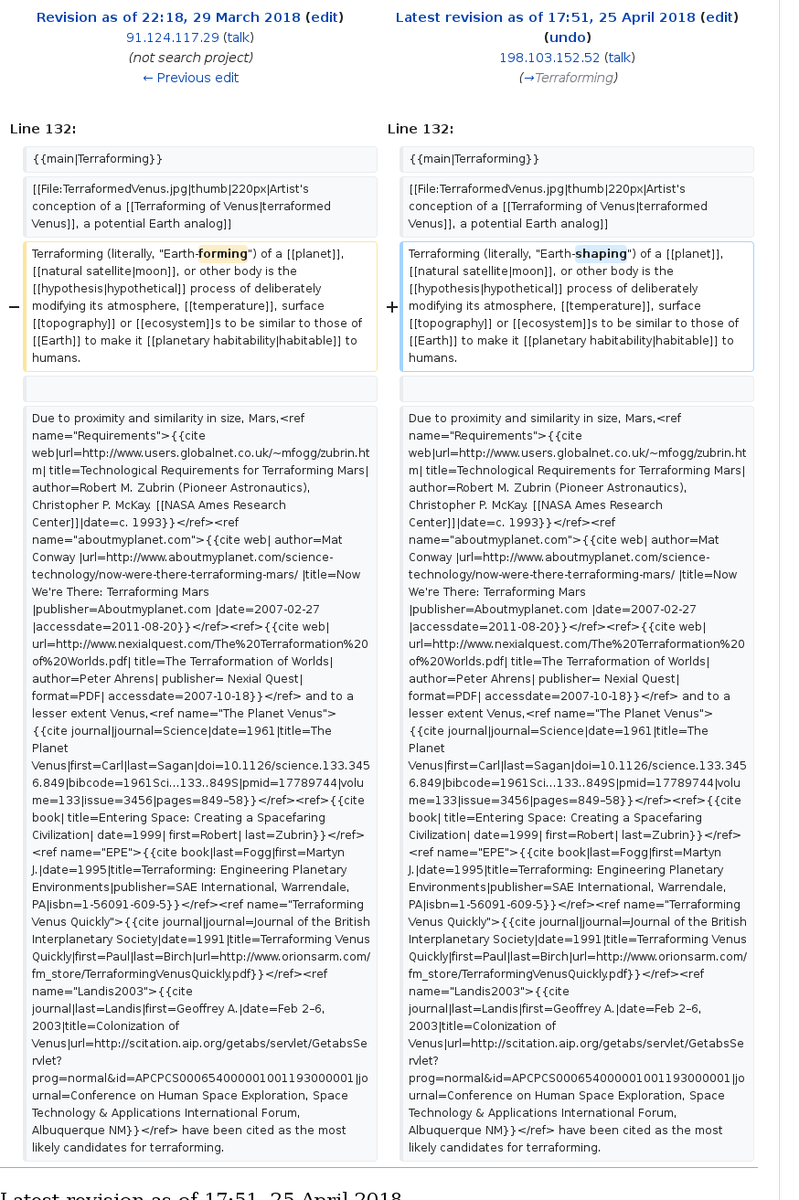 Revision as of 22:18, 29 March 2018 (edit)
91.124.117.29 (talk)
(not search project)
← Previous edit
Latest revision as of 17:51, 25 April 2018 (edit)
(undo)
198.103.152.52 (talk)
(→Terraforming)
Line 132:
Line 132:
{{main|Terraforming}}
{{main|Terraforming}}
[[File:TerraformedVenus.jpg|thumb|220px|Artist's
conception of a [[Terraforming of Venus|terraformed
Venus]], a potential Earth analog]]
[[File:TerraformedVenus.jpg|thumb|220px|Artist's
conception of a [[Terraforming of Venus|terraformed
Venus]], a potential Earth analog]]
−
Terraforming (literally, "Earth-forming") of a [[planet]],
[[natural satellite|moon]], or other body is the
[[hypothesis|hypothetical]] process of deliberately
modifying its atmosphere, [[temperature]], surface
[[topography]] or [[ecosystem]]s to be similar to those of
[[Earth]] to make it [[planetary habitability|habitable]] to
humans.
+
Terraforming (literally, "Earth-shaping") of a [[planet]],
[[natural satellite|moon]], or other body is the
[[hypothesis|hypothetical]] process of deliberately
modifying its atmosphere, [[temperature]], surface
[[topography]] or [[ecosystem]]s to be similar to those of
[[Earth]] to make it [[planetary habitability|habitable]] to
humans.
Due to proximity and similarity in size, Mars,<ref
name="Requirements">{{cite
web|url=http://www.users.globalnet.co.uk/~mfogg/zubrin.ht
m| title=Technological Requirements for Terraforming Mars|
author=Robert M. Zubrin (Pioneer Astronautics),
Christopher P. McKay. [[NASA Ames Research
Center]]|date=c. 1993}}</ref><ref
name="aboutmyplanet.com">{{cite web| author=Mat
Conway |url=http://www.aboutmyplanet.com/science-
technology/now-were-there-terraforming-mars/ |title=Now
We're There: Terraforming Mars
|publisher=Aboutmyplanet.com |date=2007-02-27
|accessdate=2011-08-20}}</ref><ref>{{cite web|
url=http://www.nexialquest.com/The%20Terraformation%20
of%20Worlds.pdf| title=The Terraformation of Worlds|
author=Peter Ahrens| publisher= Nexial Quest|
format=PDF| accessdate=2007-10-18}}</ref> and to a
lesser extent Venus,<ref name="The Planet Venus">
{{cite journal|journal=Science|date=1961|title=The
Planet
Venus|first=Carl|last=Sagan|doi=10.1126/science.133.345
6.849|bibcode=1961Sci...133..849S|pmid=17789744|volu
me=133|issue=3456|pages=849–58}}</ref><ref>{{cite
book| title=Entering Space: Creating a Spacefaring
Civilization| date=1999| first=Robert| last=Zubrin}}</ref>
<ref name="EPE">{{cite book|last=Fogg|first=Martyn
J.|date=1995|title=Terraforming: Engineering Planetary
Environments|publisher=SAE International, Warrendale,
PA|isbn=1-56091-609-5}}</ref><ref name="Terraforming
Venus Quickly">{{cite journal|journal=Journal of the British
Interplanetary Society|date=1991|title=Terraforming Venus
Quickly|first=Paul|last=Birch|url=http://www.orionsarm.com/
fm_store/TerraformingVenusQuickly.pdf}}</ref><ref
name="Landis2003">{{cite
journal|last=Landis|first=Geoffrey A.|date=Feb 2–6,
2003|title=Colonization of
Venus|url=http://scitation.aip.org/getabs/servlet/GetabsSe
rvlet?
prog=normal&id=APCPCS000654000001001193000001|jo
urnal=Conference on Human Space Exploration, Space
Technology & Applications International Forum,
Albuquerque NM}}</ref> have been cited as the most
likely candidates for terraforming.
Due to proximity and similarity in size, Mars,<ref
name="Requirements">{{cite
web|url=http://www.users.globalnet.co.uk/~mfogg/zubrin.ht
m| title=Technological Requirements for Terraforming Mars|
author=Robert M. Zubrin (Pioneer Astronautics),
Christopher P. McKay. [[NASA Ames Research
Center]]|date=c. 1993}}</ref><ref
name="aboutmyplanet.com">{{cite web| author=Mat
Conway |url=http://www.aboutmyplanet.com/science-
technology/now-were-there-terraforming-mars/ |title=Now
We're There: Terraforming Mars
|publisher=Aboutmyplanet.com |date=2007-02-27
|accessdate=2011-08-20}}</ref><ref>{{cite web|
url=http://www.nexialquest.com/The%20Terraformation%20
of%20Worlds.pdf| title=The Terraformation of Worlds|
author=Peter Ahrens| publisher= Nexial Quest|
format=PDF| accessdate=2007-10-18}}</ref> and to a
lesser extent Venus,<ref name="The Planet Venus">
{{cite journal|journal=Science|date=1961|title=The
Planet
Venus|first=Carl|last=Sagan|doi=10.1126/science.133.345
6.849|bibcode=1961Sci...133..849S|pmid=17789744|volu
me=133|issue=3456|pages=849–58}}</ref><ref>{{cite
book| title=Entering Space: Creating a Spacefaring
Civilization| date=1999| first=Robert| last=Zubrin}}</ref>
<ref name="EPE">{{cite book|last=Fogg|first=Martyn
J.|date=1995|title=Terraforming: Engineering Planetary
Environments|publisher=SAE International, Warrendale,
PA|isbn=1-56091-609-5}}</ref><ref name="Terraforming
Venus Quickly">{{cite journal|journal=Journal of the British
Interplanetary Society|date=1991|title=Terraforming Venus
Quickly|first=Paul|last=Birch|url=http://www.orionsarm.com/
fm_store/TerraformingVenusQuickly.pdf}}</ref><ref
name="Landis2003">{{cite
journal|last=Landis|first=Geoffrey A.|date=Feb 2–6,
2003|title=Colonization of
Venus|url=http://scitation.aip.org/getabs/servlet/GetabsSe
rvlet?
prog=normal&id=APCPCS000654000001001193000001|jo
urnal=Conference on Human Space Exploration, Space
Technology & Applications International Forum,
Albuquerque NM}}</ref> have been cited as the most
likely candidates for terraforming.
Latest revision as of 17:51, 25 April 2018